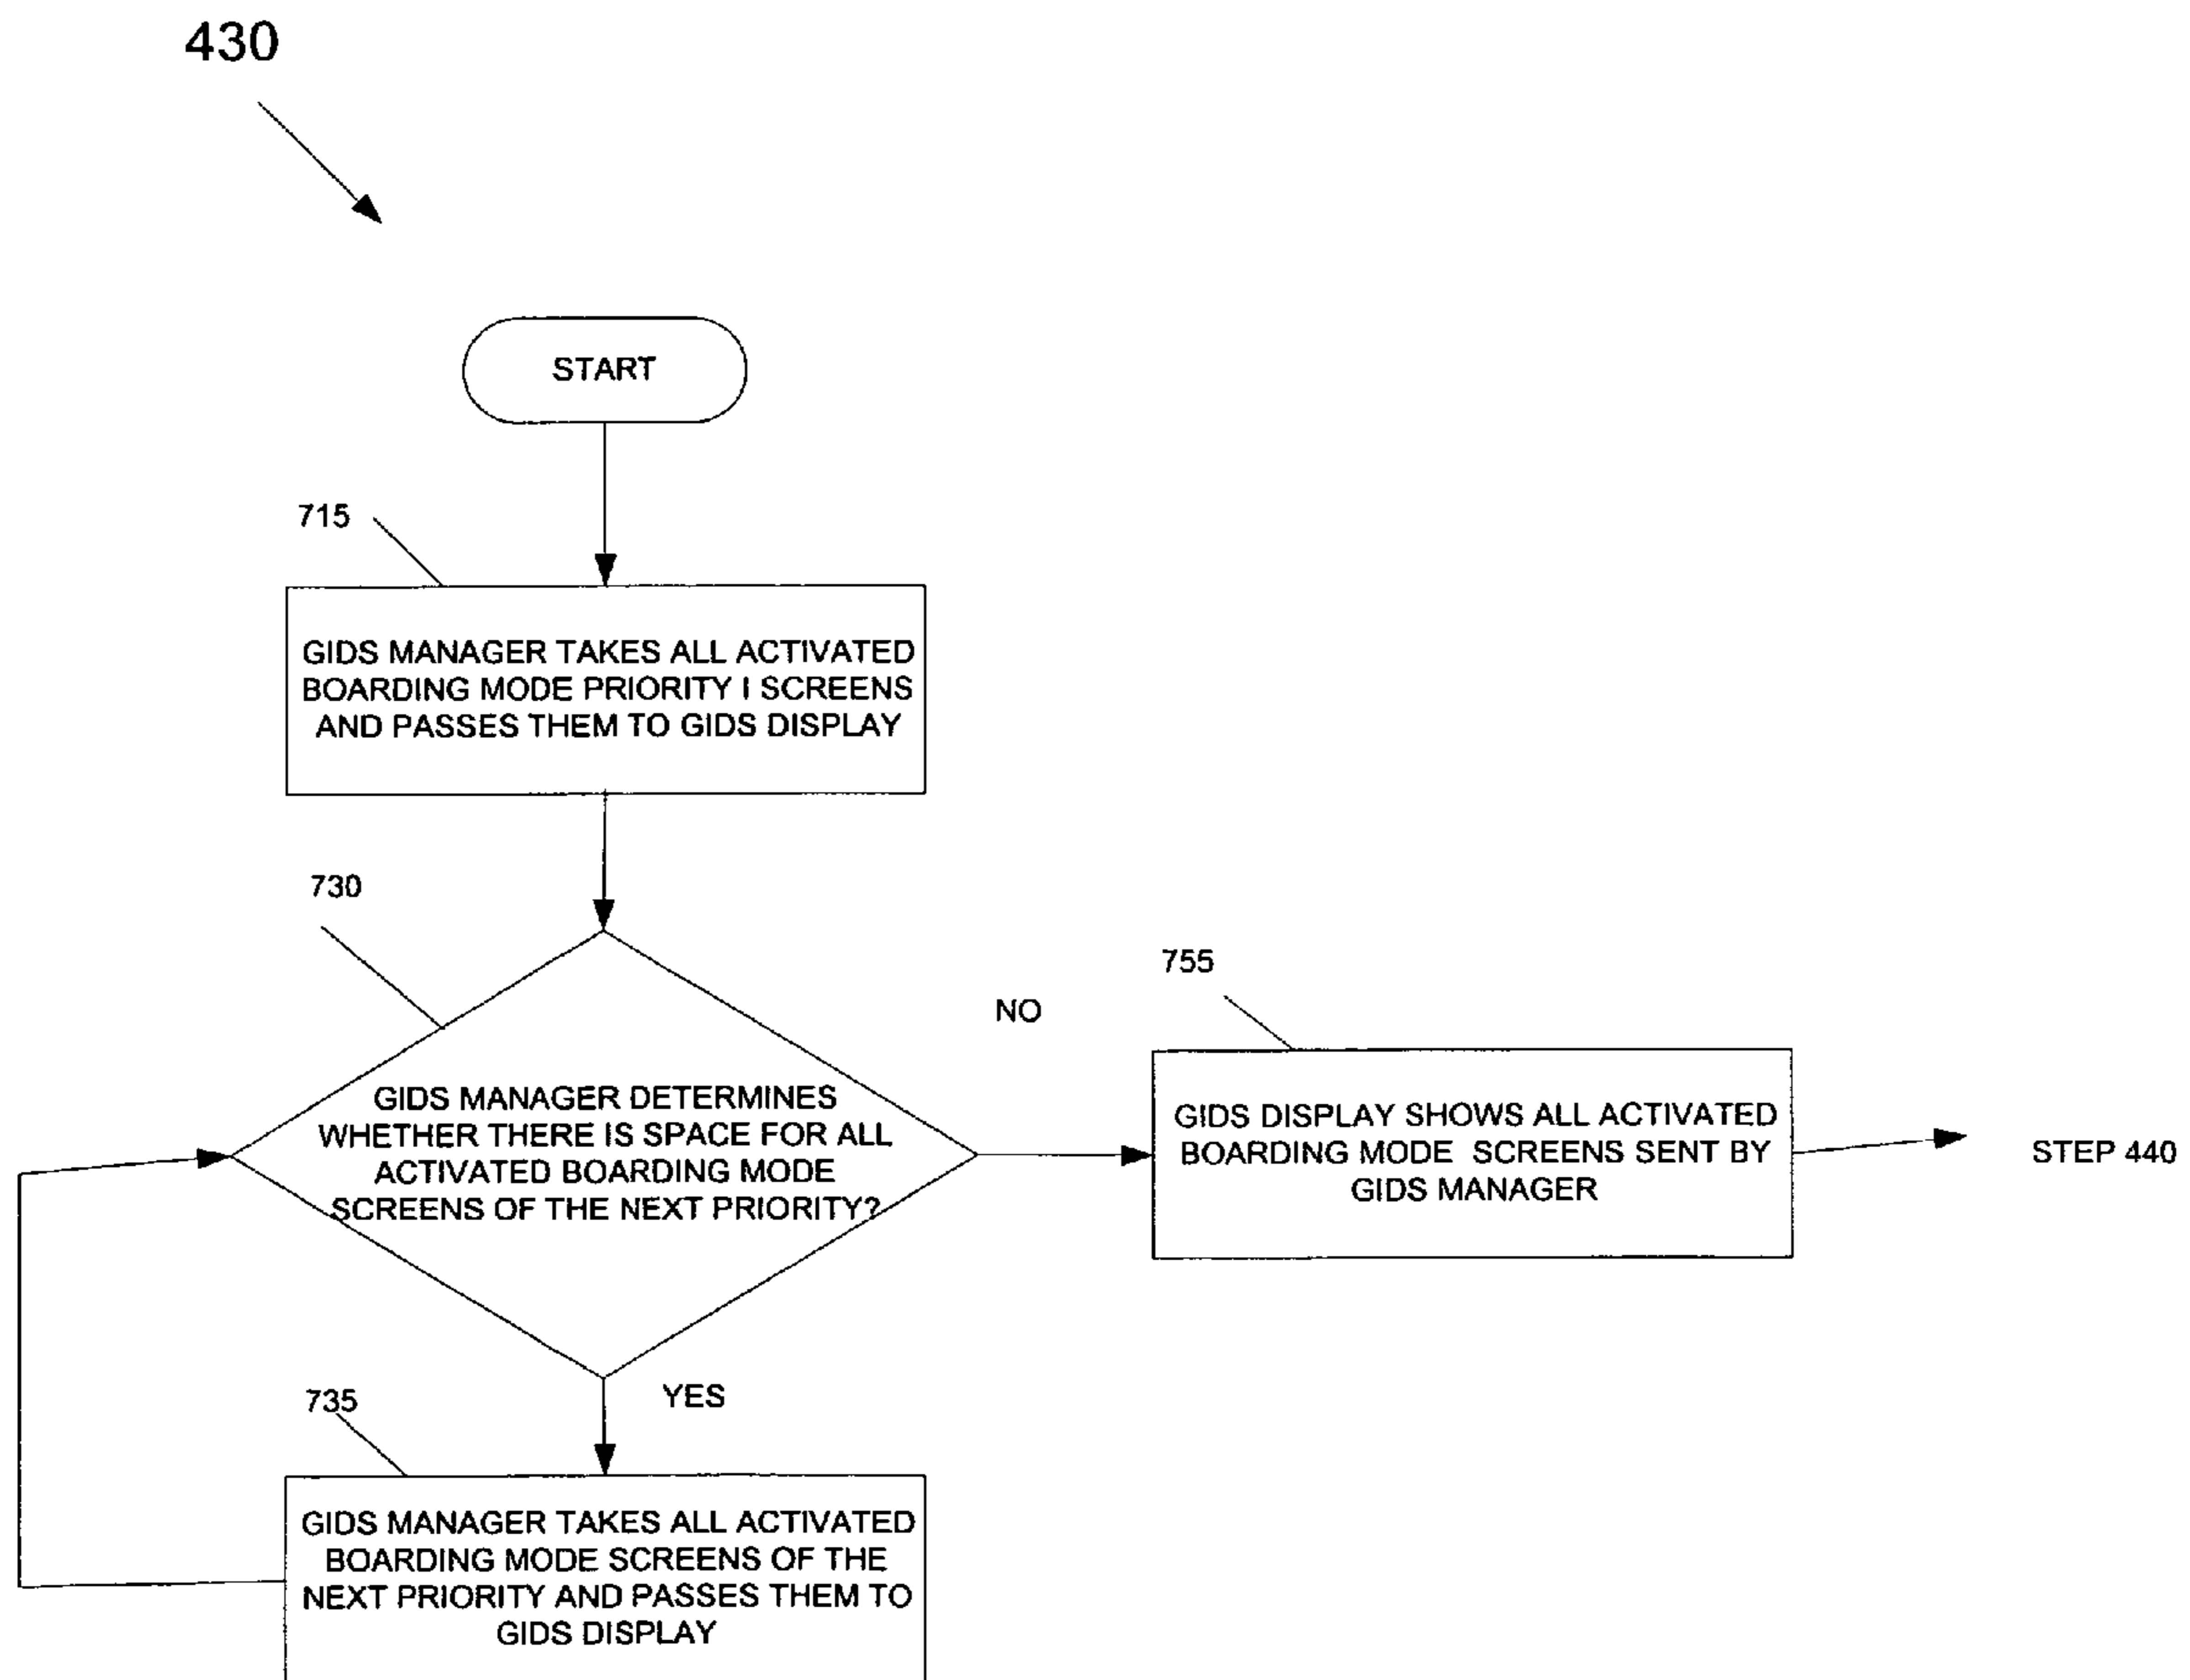 430
START
715
GIDS MANAGER TAKES ALL ACTIVATED
BOARDING MODE PRIORITY I SCREENS
AND PASSES THEM TO GIDS DISPLAY
730
GIDS MANAGER DETERMINES
WHETHER THERE IS SPACE FOR ALL
ACTIVATED BOARDING MODE
SCREENS OF THE NEXT PRIORITY?
NO
755
GIDS DISPLAY SHOWS ALL ACTIVATED
BOARDING MODE SCREENS SENT BY
GIDS MANAGER
STEP 440
YES
735
GIDS MANAGER TAKES ALL ACTIVATED
BOARDING MODE SCREENS OF THE
NEXT PRIORITY AND PASSES THEM TO
GIDS DISPLAY